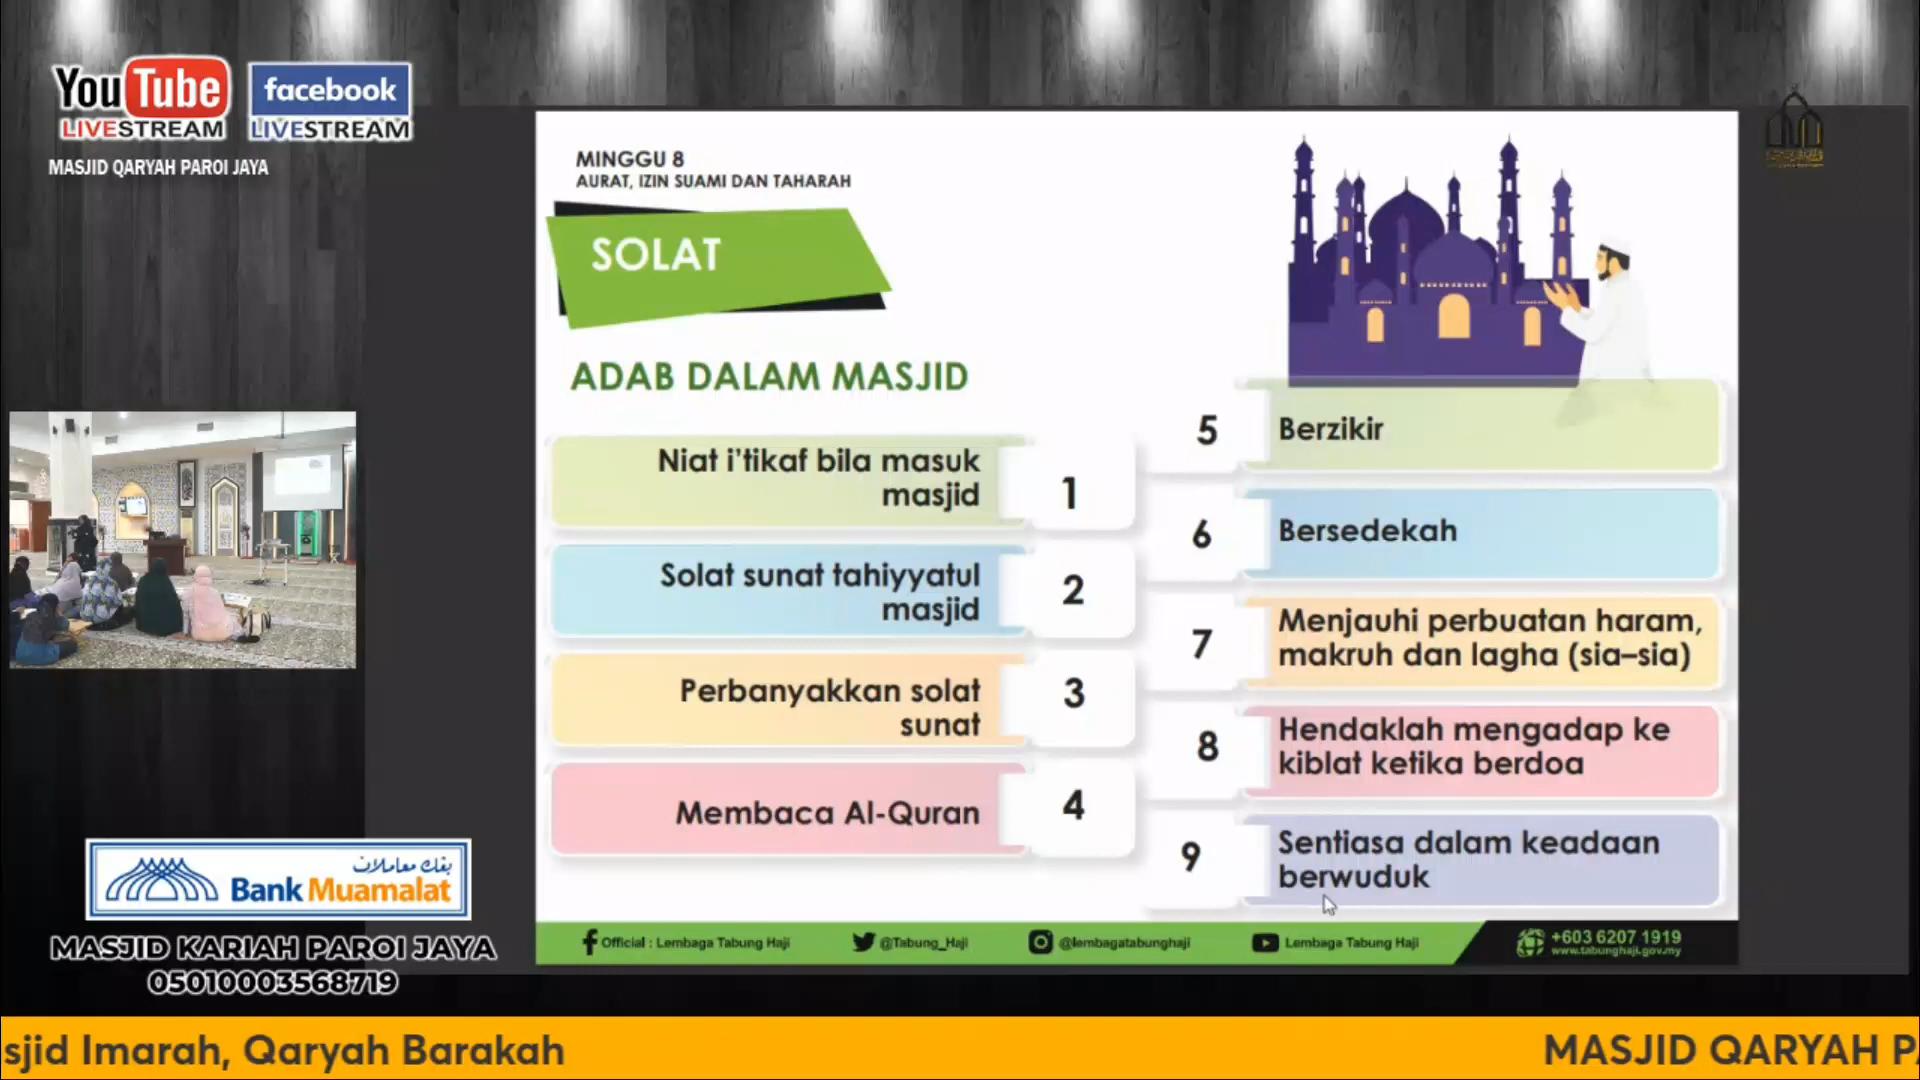 YouTube
LIVESTREAM
facebook
LIVESTREAM
MASJID QARYAH PAROI JAYA
MINGGU 8
AURAT, IZIN SUAMI DAN TAHARAH
SOLAT
ADAB DALAM MASJID
Niat i'tikaf bila masuk
masjid
1
Solat sunat tahiyyatul
masjid
2
Perbanyakkan solat
sunat
3
Membaca Al-Quran
4
5
Berzikir
6
Bersedekah
7
Menjauhi perbuatan haram,
makruh dan lagha (sia–sia)
8
Hendaklah mengadap ke
kiblat ketika berdoa
9
Sentiasa dalam keadaan
berwuduk
Official : Lembaga Tabung Haji
@Tabung_Haji
@lembagatabunghaji
Lembaga Tabung Haji
+603 6207 1919
www.tabunghaji.gov.my
بنك معاملات
Bank Muamalat
MASJID KARIAH PAROI JAYA
05010003568719
sjid Imarah, Qaryah Barakah
MASJID QARYAH PA